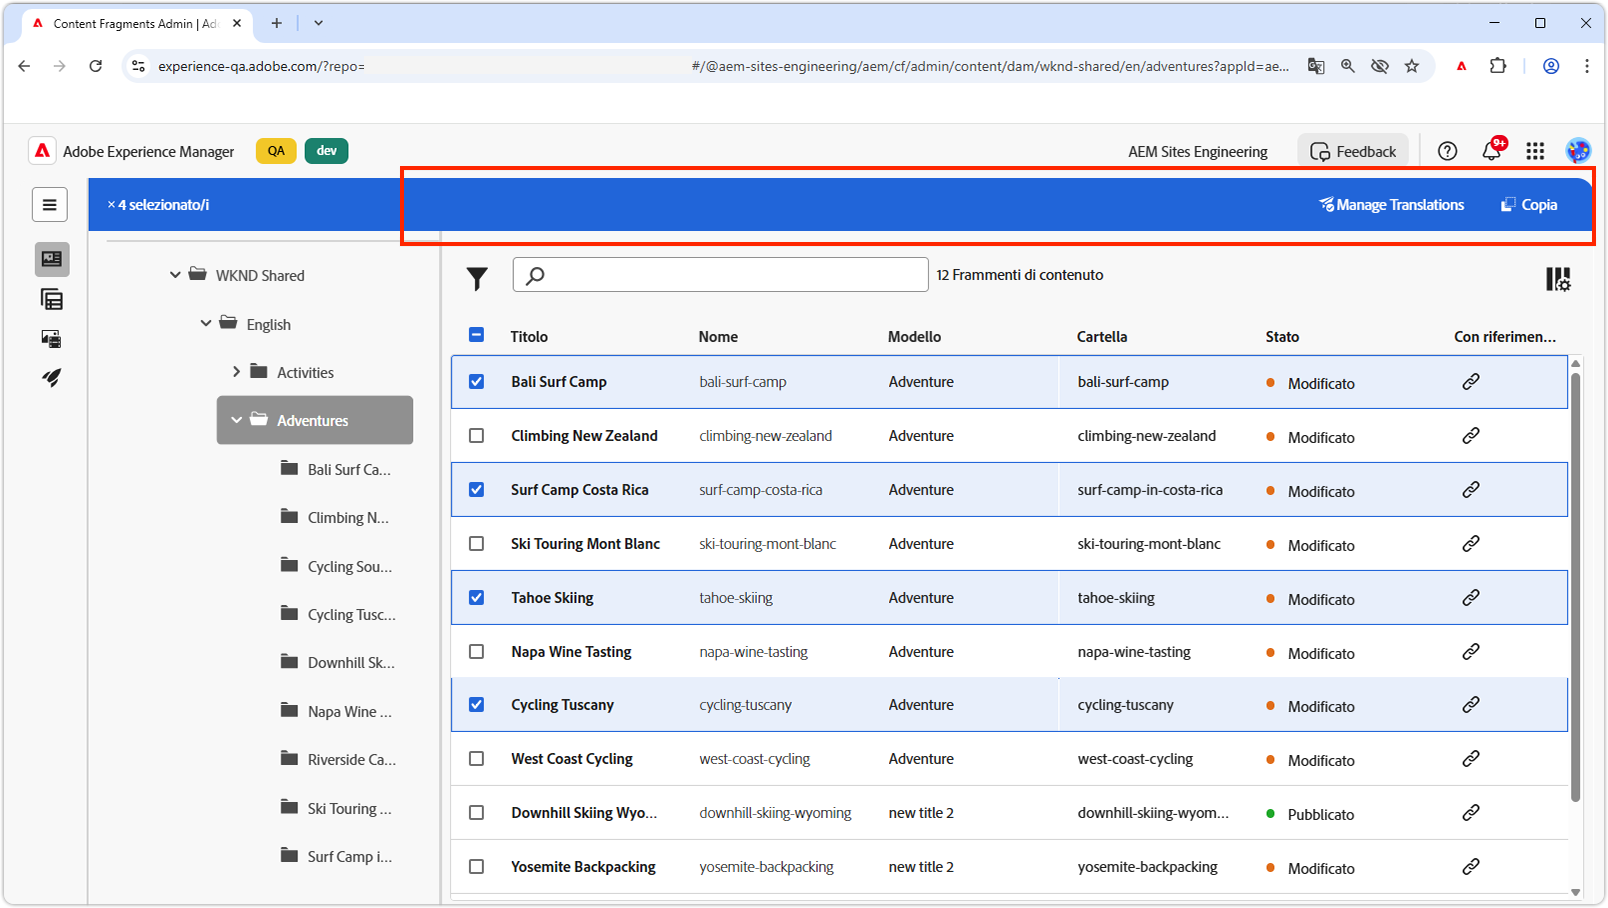 Content Fragments Admin | Ad
experience-qa.adobe.com/?repo= #/@aem-sites-engineering/aem/cf/admin/content/dam/wknd-shared/en/adventures?appId=ae...
Adobe Experience Manager QA dev AEM Sites Engineering Feedback 9+
× 4 selezionato/i Manage Translations Copia
WKND Shared
English
Activities
Adventures
Bali Surf Ca...
Climbing N...
Cycling Sou...
Cycling Tusc...
Downhill Sk...
Napa Wine ...
Riverside Ca...
Ski Touring ...
Surf Camp i...
12 Frammenti di contenuto
Titolo Nome Modello Cartella Stato Con riferimen...
Bali Surf Camp bali-surf-camp Adventure bali-surf-camp Modificato
Climbing New Zealand climbing-new-zealand Adventure climbing-new-zealand Modificato
Surf Camp Costa Rica surf-camp-costa-rica Adventure surf-camp-in-costa-rica Modificato
Ski Touring Mont Blanc ski-touring-mont-blanc Adventure ski-touring-mont-blanc Modificato
Tahoe Skiing tahoe-skiing Adventure tahoe-skiing Modificato
Napa Wine Tasting napa-wine-tasting Adventure napa-wine-tasting Modificato
Cycling Tuscany cycling-tuscany Adventure cycling-tuscany Modificato
West Coast Cycling west-coast-cycling Adventure west-coast-cycling Modificato
Downhill Skiing Wyo... downhill-skiing-wyoming new title 2 downhill-skiing-wyom... Pubblicato
Yosemite Backpacking yosemite-backpacking new title 2 yosemite-backpacking Modificato